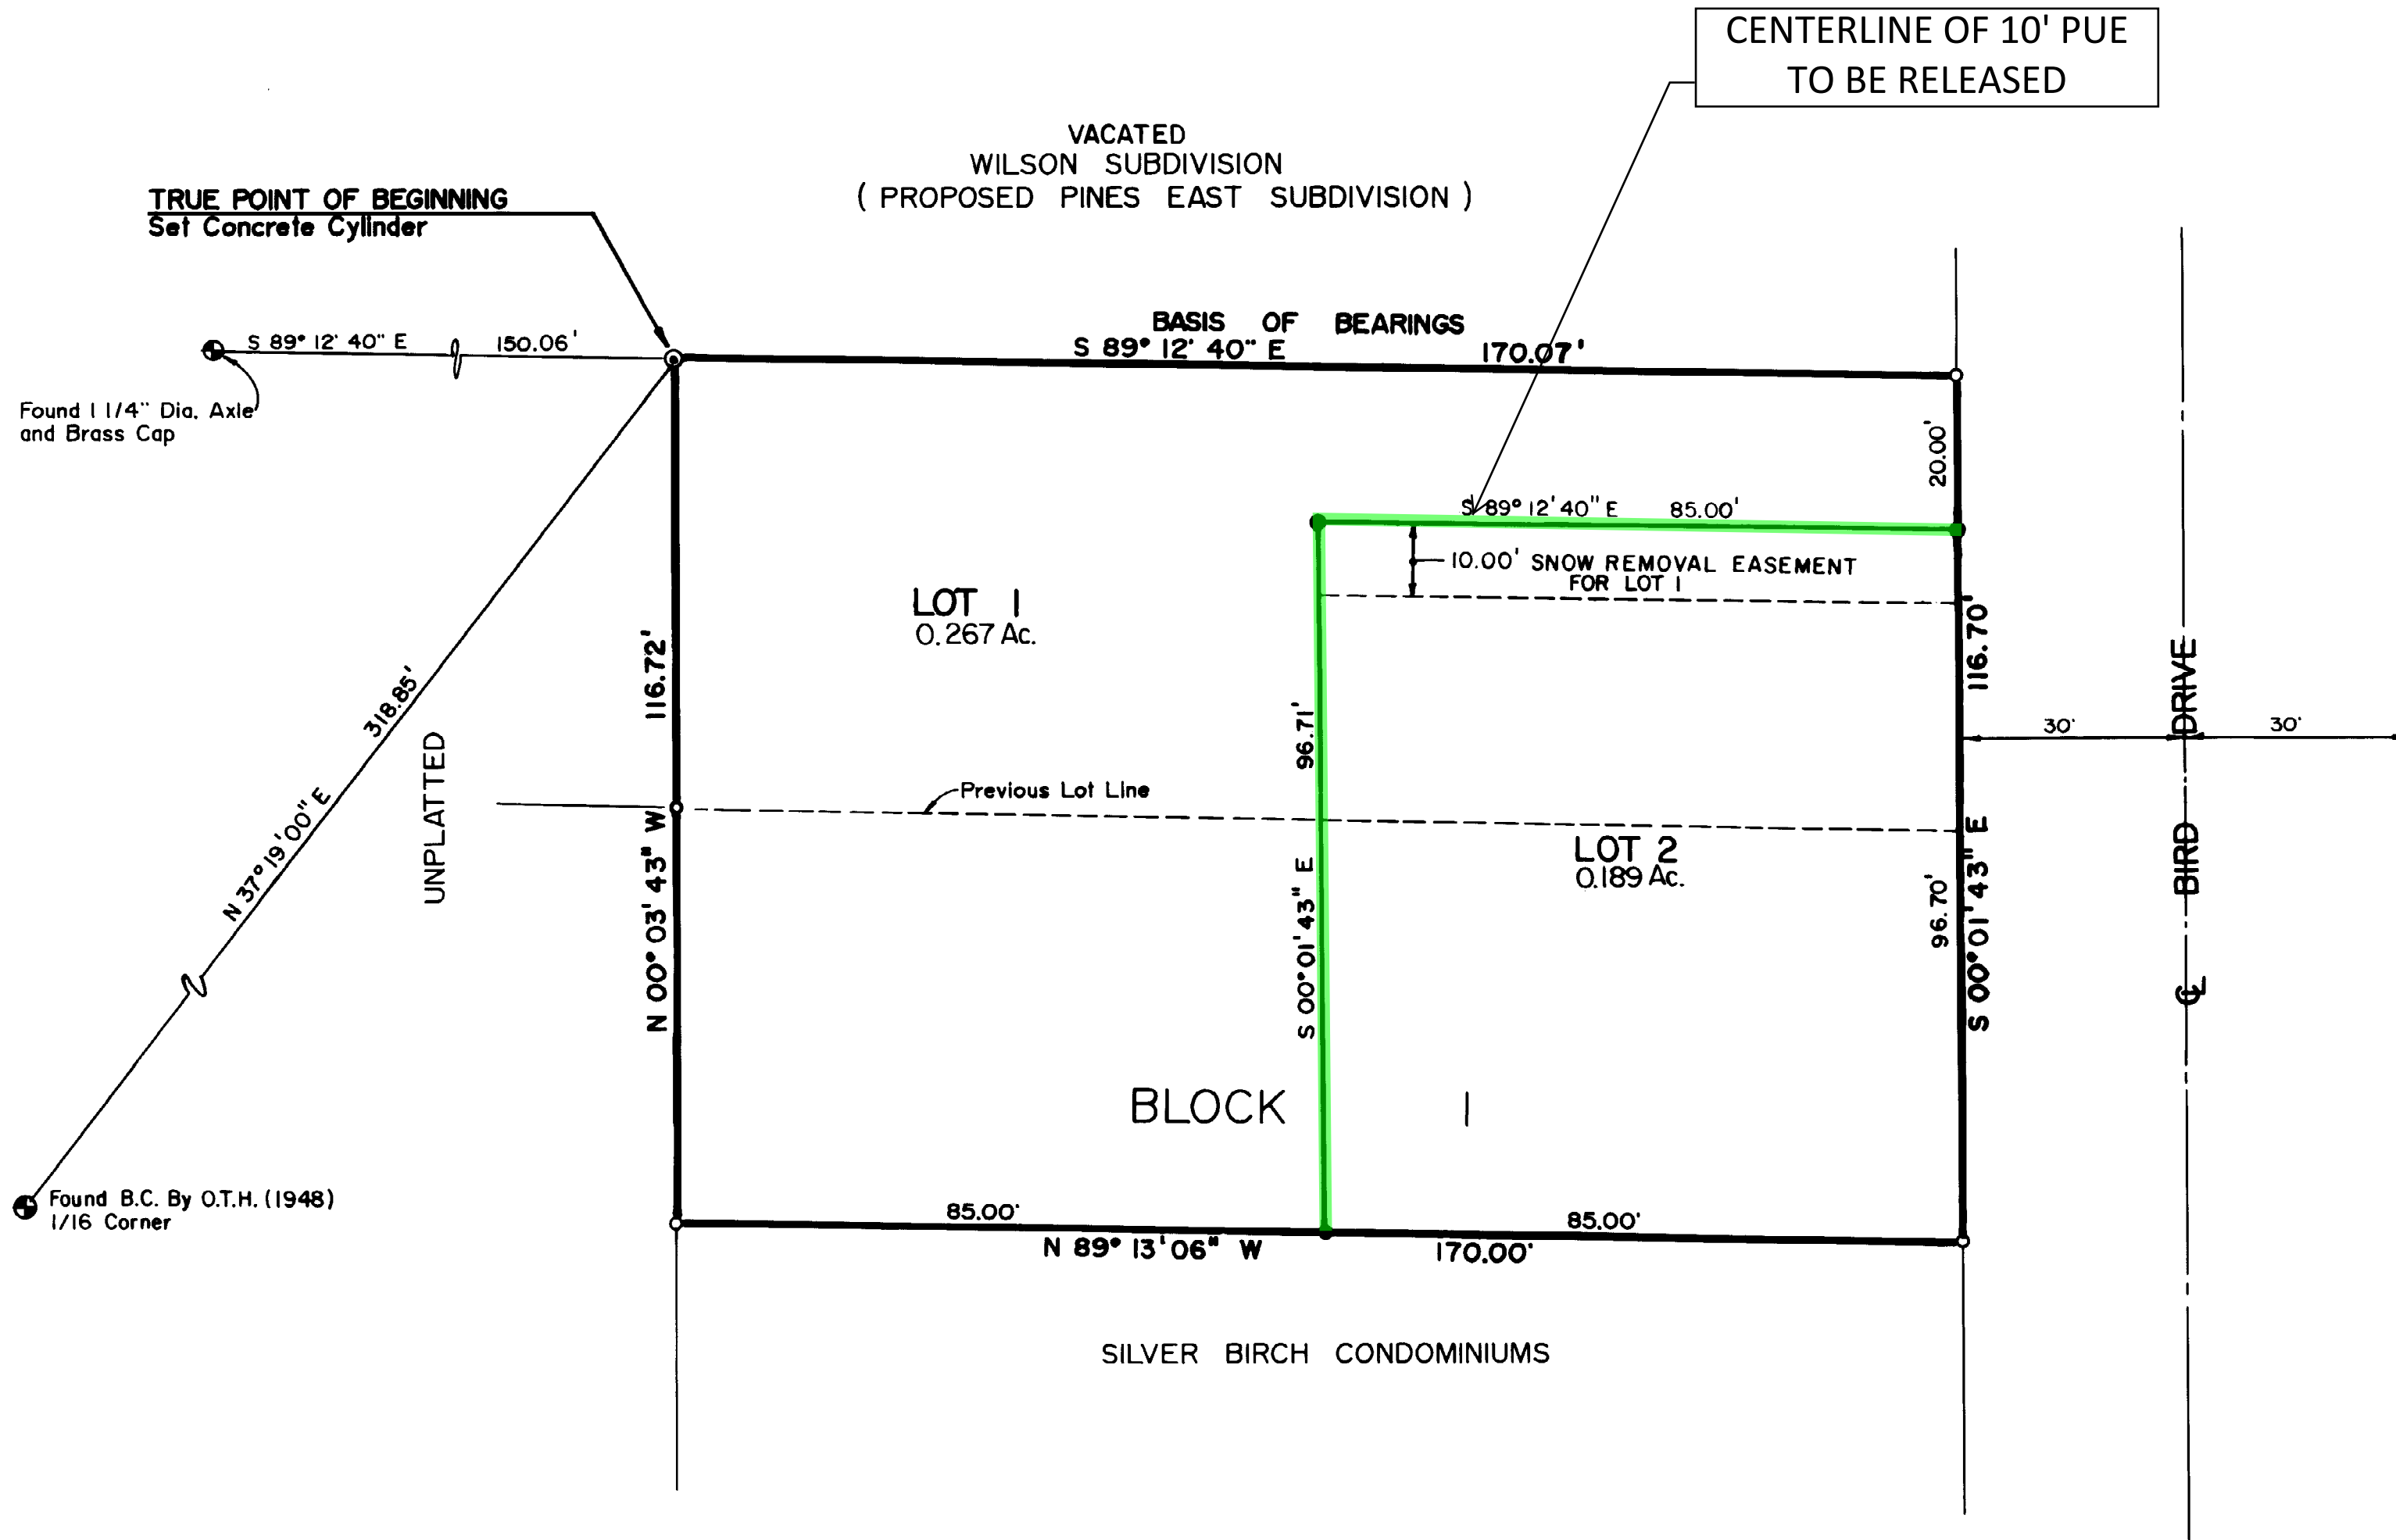 CENTERLINE OF 10' PUE
TO BE RELEASED
VACATED
WILSON SUBDIVISION
( PROPOSED PINES EAST SUBDIVISION )
TRUE POINT OF BEGINNING
Set Concrete Cylinder
BASIS OF BEARINGS
S 89° 12' 40" E 170.07'
S 89° 12' 40" E 150.06'
Found 1 1/4" Dia. Axle
and Brass Cap
20.00'
S 89° 12' 40" E 85.00'
10.00' SNOW REMOVAL EASEMENT
FOR LOT 1
LOT 1
0.267 Ac.
116.72'
N 00° 03' 43" W
318.85'
N 37° 19' 00" E
UNPLATTED
96.71'
S 00° 01' 43" E
Previous Lot Line
LOT 2
0.189 Ac.
116.70'
S 00° 01' 43" E
96.70'
30'
30'
BIRD DRIVE
CL
BLOCK 1
Found B.C. By O.T.H. (1948)
1/16 Corner
85.00'
85.00'
N 89° 13' 06" W 170.00'
SILVER BIRCH CONDOMINIUMS